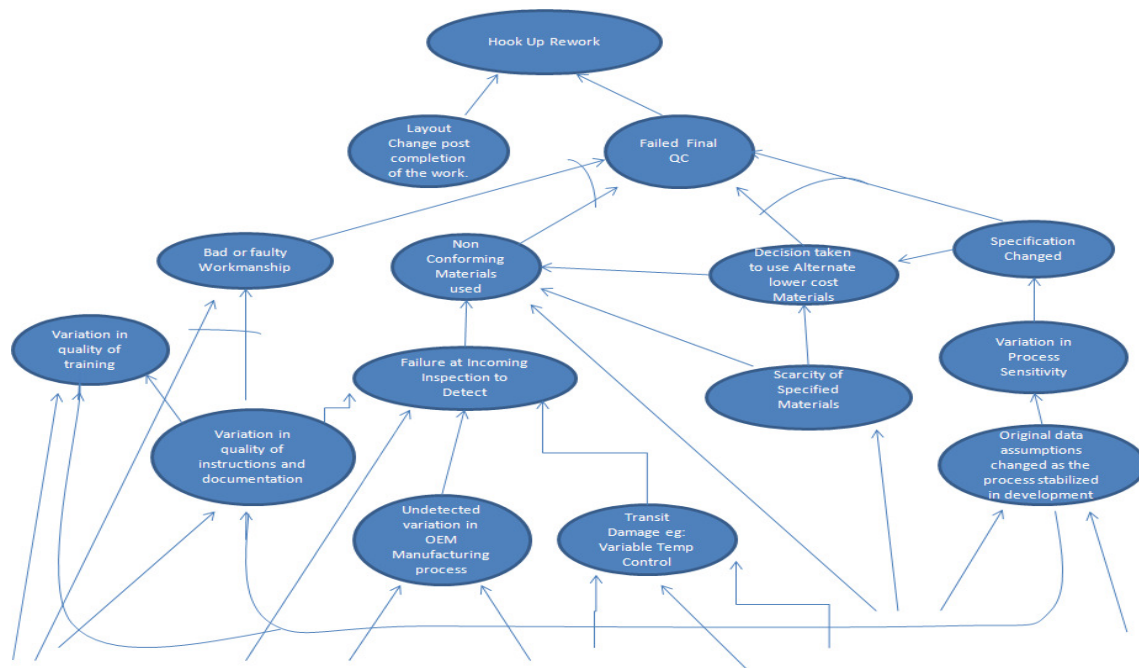 Hook Up Rework
Layout
Change post
completion
of the work.
Failed Final
QC
Bad or faulty
Workmanship
Non
Conforming
Materials
used
Decision taken
to use Alternate
lower cost
Materials
Specification
Changed
Variation in
quality of
training
Failure at Incoming
Inspection to
Detect
Scarcity of
Specified
Materials
Variation in
Process
Sensitivity
Variation in
quality of
instructions and
documentation
Original data
assumptions
changed as the
process stabilized
in development
Undetected
variation in
OEM
Manufacturing
process
Transit
Damage eg:
Variable Temp
Control